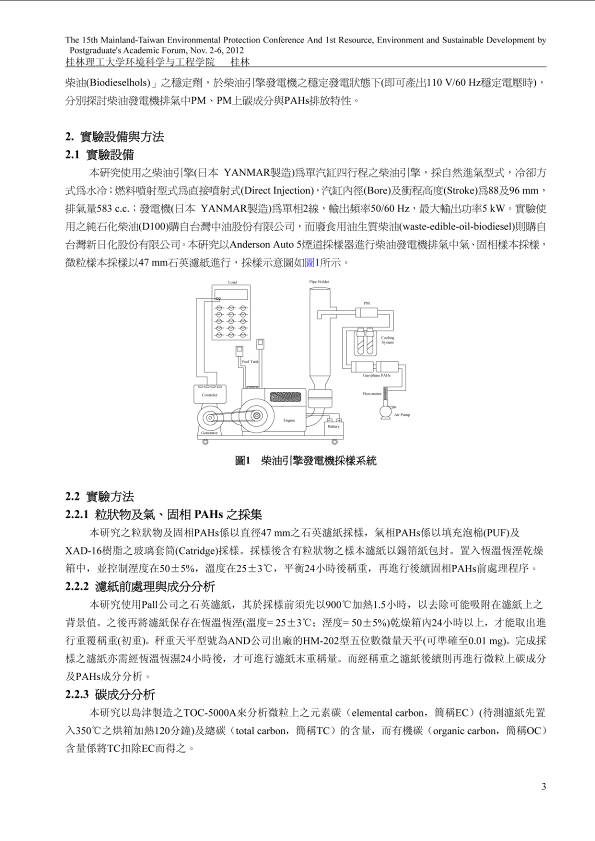 The 15th Mainland-Taiwan Environmental Protection Conference And 1st Resource, Environment and Sustainable Development by
Postgraduate's Academic Forum, Nov. 2-6, 2012
桂林理工大学环境科学与工程学院 桂林
柴油(Biodieselhols)」之穩定劑，於柴油引擎發電機之穩定發電狀態下(即可產出110 V/60 Hz穩定電壓時)，
分別探討柴油發電機排氣中PM、PM上碳成分與PAHs排放特性。
2. 實驗設備與方法
2.1 實驗設備
本研究使用之柴油引擎(日本 YANMAR製造)爲單汽缸四行程之柴油引擎，採自然進氣型式，冷卻方
式爲水冷；燃料噴射型式爲直接噴射式(Direct Injection)，汽缸內徑(Bore)及衝程高度(Stroke)爲88及96 mm，
排氣量583 c.c.；發電機(日本 YANMAR製造)爲單相2線，輸出頻率50/60 Hz，最大輸出功率5 kW。實驗使
用之純石化柴油(D100)購自台灣中油股份有限公司，而廢食用油生質柴油(waste-edible-oil-biodiesel)則購自
台灣新日化股份有限公司。本研究以Anderson Auto 5煙道採樣器進行柴油發電機排氣中氣、固相樣本採樣，
微粒樣本採樣以47 mm石英濾紙進行，採樣示意圖如圖1所示。
Load
Pipe Holder
PM
Cooling
System
Fuel Tank
Gas-phase PAHs
Flow-meter
Controler
Air Pump
Engine
Battery
Generator
圖1 柴油引擎發電機採樣系統
2.2 實驗方法
2.2.1 粒狀物及氣、固相 PAHs 之採集
本研究之粒狀物及固相PAHs係以直徑47 mm之石英濾紙採樣，氣相PAHs係以填充泡棉(PUF)及
XAD-16樹脂之玻璃套筒(Catridge)採樣。採樣後含有粒狀物之樣本濾紙以錫箔紙包封。置入恆溫恆溼乾燥
箱中，並控制溼度在50±5%，溫度在25±3℃，平衡24小時後稱重，再進行後續固相PAHs前處理程序。
2.2.2 濾紙前處理與成分分析
本研究使用Pall公司之石英濾紙，其於採樣前須先以900℃加熱1.5小時，以去除可能吸附在濾紙上之
背景值。之後再將濾紙保存在恆溫恆溼(溫度= 25±3℃；溼度= 50±5%)乾燥箱內24小時以上，才能取出進
行重覆稱重(初重)。秤重天平型號為AND公司出廠的HM-202型五位數微量天平(可準確至0.01 mg)。完成採
樣之濾紙亦需經恆溫恆濕24小時後，才可進行濾紙末重稱量。而經稱重之濾紙後續則再進行微粒上碳成分
及PAHs成分分析。
2.2.3 碳成分分析
本研究以島津製造之TOC-5000A來分析微粒上之元素碳（elemental carbon，簡稱EC）(待測濾紙先置
入350℃之烘箱加熱120分鐘)及總碳（total carbon，簡稱TC）的含量，而有機碳（organic carbon，簡稱OC）
含量係將TC扣除EC而得之。
3